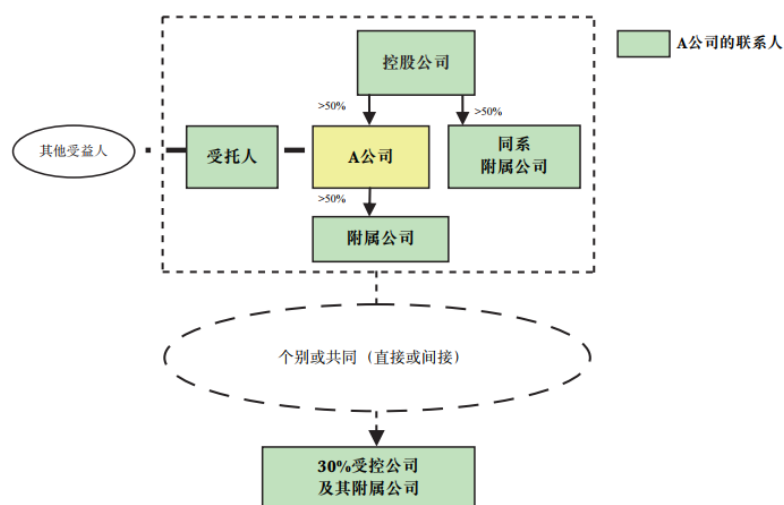 控股公司
A公司的联系人
>50%
>50%
其他受益人
受托人
A公司
同系
附属公司
>50%
附属公司
个别或共同（直接或间接）
30%受控公司
及其附属公司